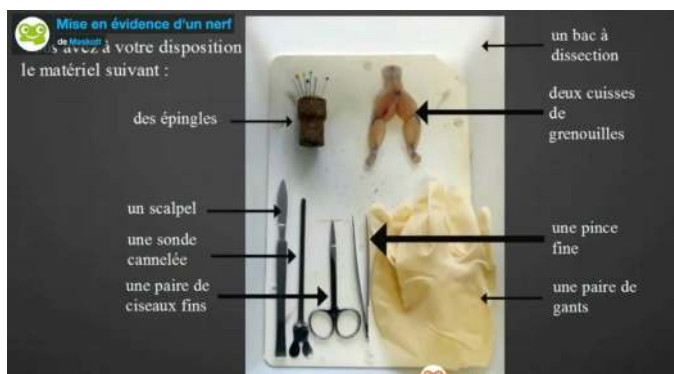 Mise en évidence d'un nerf
de Maskott
avez à votre disposition
le matériel suivant :
un bac à
dissection
des épingles
deux cuisses
de
grenouilles
un scalpel
une sonde
cannelée
une pince
fine
une paire de
ciseaux fins
une paire de
gants